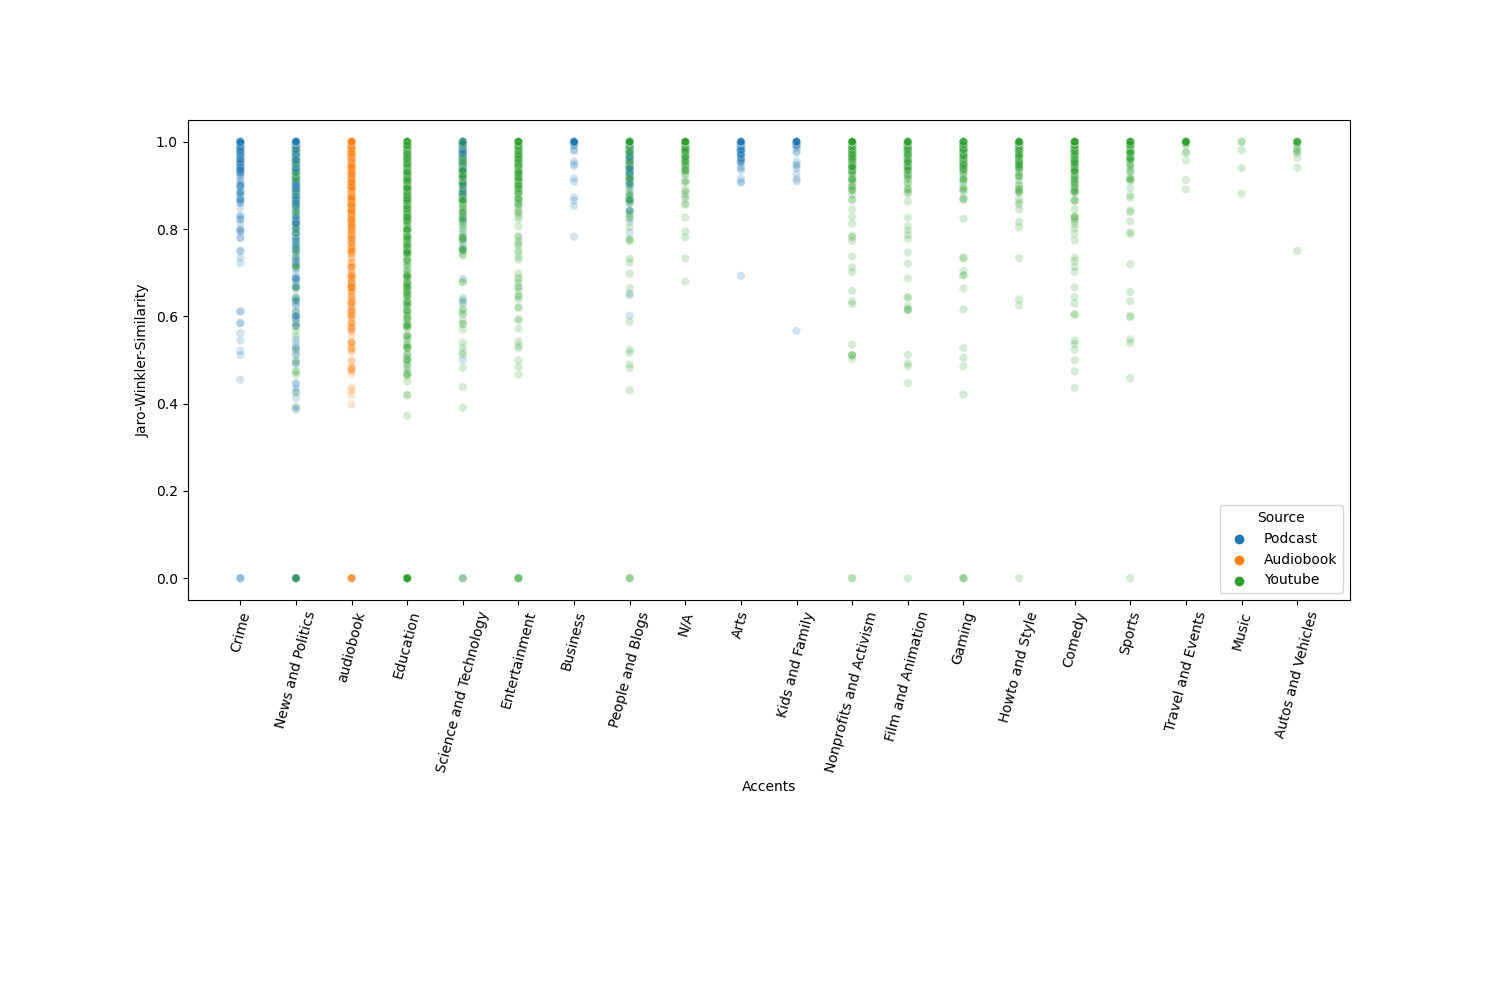 1.0
0.8
0.6
0.4
0.2
0.0
Jaro-Winkler-Similarity
Source
Podcast
Audiobook
Youtube
Crime
News and Politics
audiobook
Education
Science and Technology
Entertainment
Business
People and Blogs
N/A
Arts
Kids and Family
Nonprofits and Activism
Film and Animation
Gaming
Howto and Style
Comedy
Sports
Travel and Events
Music
Autos and Vehicles
Accents